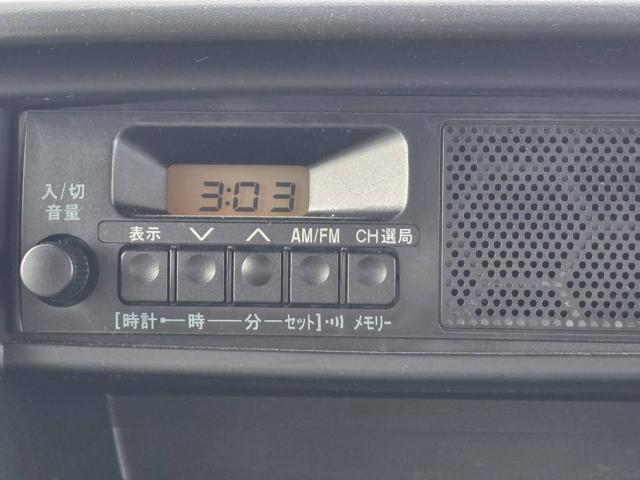 3:03
入/切
音量
表示 AM/FM CH選局
[時計 時 分 セット] メモリー